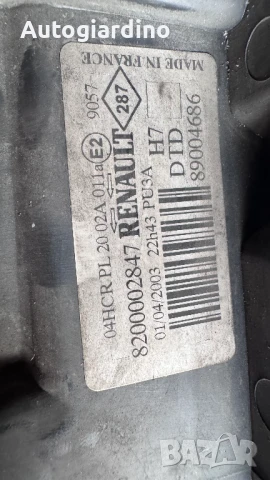 Autogiardino
MADE IN FRANCE
287
H7
DTD
89004686
E2 9057
RENAULT
04HCR PL 20 02A 011a
8200002847
01/04/2003 22h43 PU3A
BAZAR